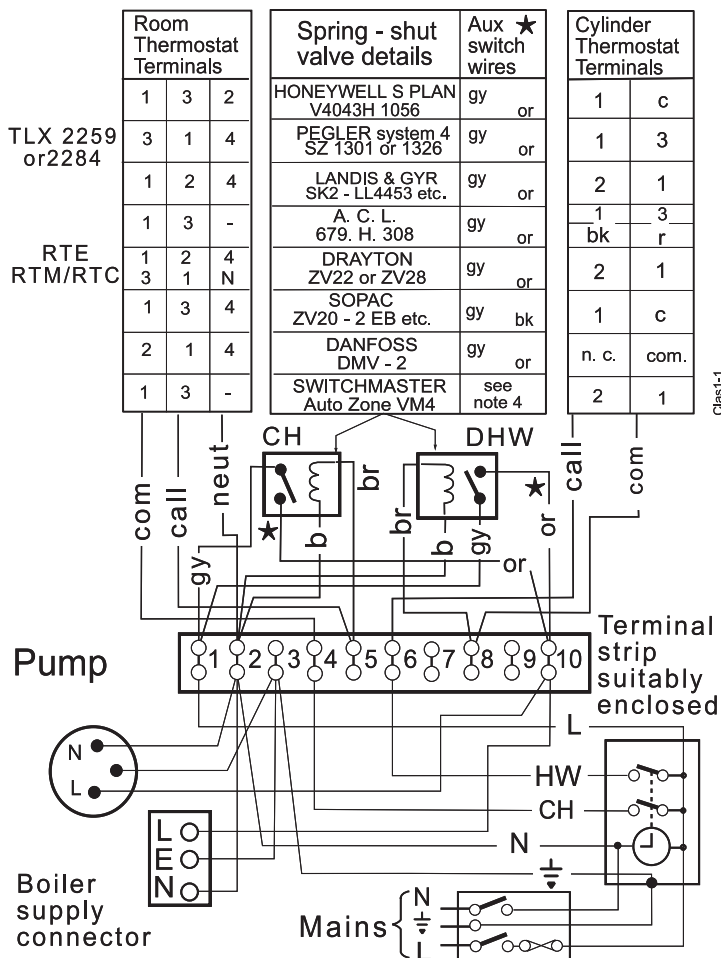 Room
Thermostat
Terminals
1 3 2
TLX 2259
or2284
3 1 4
1 2 4
1 3 -
RTE
RTM/RTC
1 2 4
3 1 N
1 3 4
2 1 4
1 3 -
Spring - shut
valve details
Aux ★
switch
wires
HONEYWELL S PLAN
V4043H 1056
gy or
PEGLER system 4
SZ 1301 or 1326
gy or
LANDIS & GYR
SK2 - LL4453 etc.
gy or
A. C. L.
679. H. 308
gy or
DRAYTON
ZV22 or ZV28
gy or
SOPAC
ZV20 - 2 EB etc.
gy bk
DANFOSS
DMV - 2
gy or
SWITCHMASTER
Auto Zone VM4
see
note 4
Cylinder
Thermostat
Terminals
1 c
1 3
2 1
1 3
bk r
2 1
1 c
n. c. com.
2 1
Clas1-1
CH
DHW
com
call
neut
gy
★
b
br
br
b
gy
or
★
or
call
com
Pump
1 2 3 4 5 6 7 8 9 10
Terminal
strip
suitably
enclosed
N
L
L
HW
CH
N
L
E
N
Boiler
supply
connector
Mains
N
L